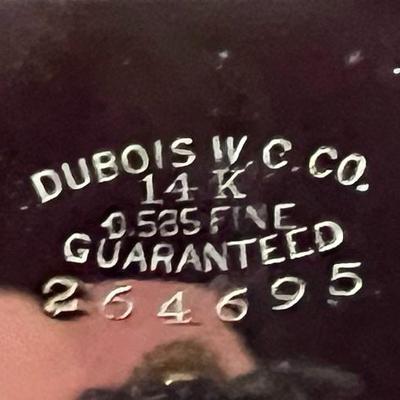 DUBOIS W.C.CO.
14 K
0.585 FINE
GUARANTEED
264695